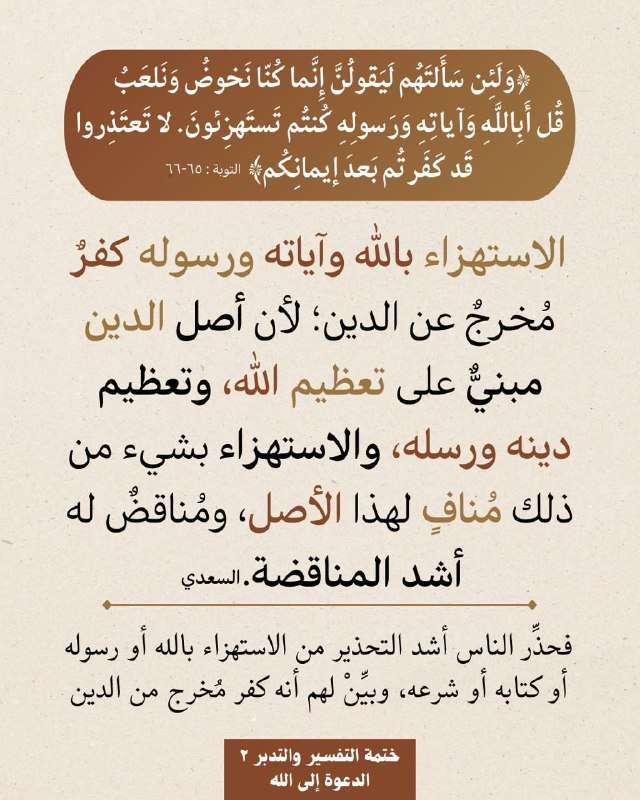 ﴿وَلَئِن سَأَلتَهُم لَيَقولُنَّ إِنَّما كُنّا نَخوضُ وَنَلعَبُ
قُل أَبِاللَّهِ وَآياتِهِ وَرَسولِهِ كُنتُم تَستَهزِئونَ. لا تَعتَذِروا
قَد كَفَرتُم بَعدَ إيمانِكُم﴾ التوبة : ٦٥-٦٦
الاستهزاء بالله وآياته ورسوله كفرٌ
مُخرجٌ عن الدين؛ لأن أصل الدين
مبنيٌّ على تعظيم الله، وتعظيم
دينه ورسله، والاستهزاء بشيء من
ذلك مُنافٍ لهذا الأصل، ومُناقضٌ له
أشد المناقضة. السعدي
فحذِّر الناس أشد التحذير من الاستهزاء بالله أو رسوله
أو كتابه أو شرعه، وبيِّنْ لهم أنه كفر مُخرج من الدين
ختمة التفسير والتدبر ٢
الدعوة إلى الله